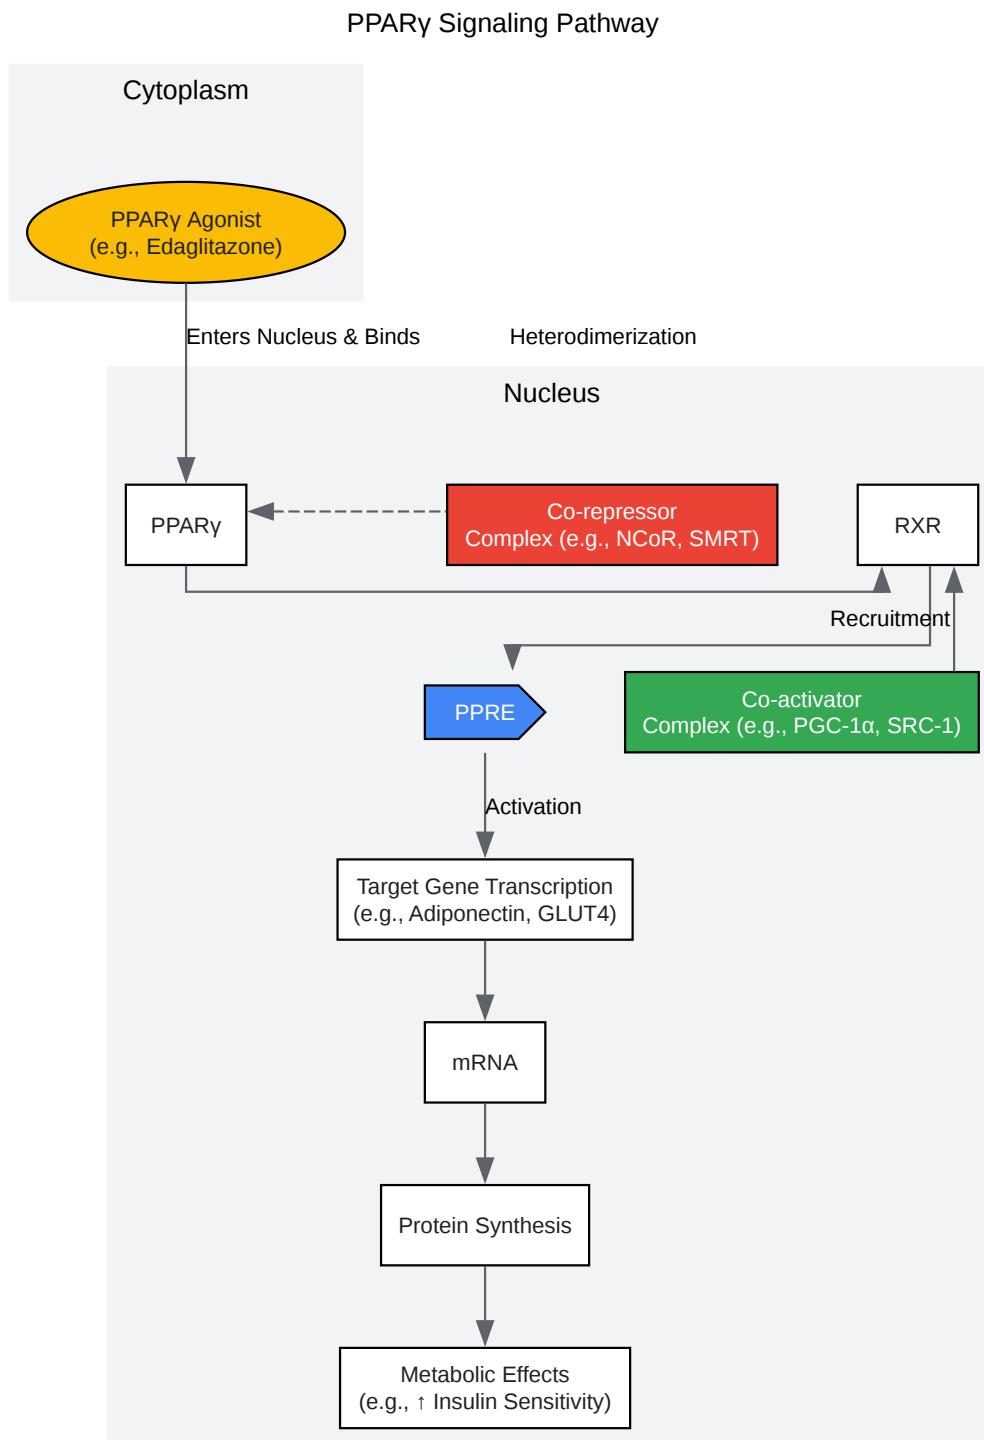 PPARγ Signaling Pathway
Cytoplasm
PPARγ Agonist
(e.g., Edaglitazone)
Enters Nucleus & Binds
Heterodimerization
Nucleus
PPARγ
Co-repressor
Complex (e.g., NCoR, SMRT)
RXR
Recruitment
PPRE
Co-activator
Complex (e.g., PGC-1α, SRC-1)
Activation
Target Gene Transcription
(e.g., Adiponectin, GLUT4)
mRNA
Protein Synthesis
Metabolic Effects
(e.g., ↑ Insulin Sensitivity)